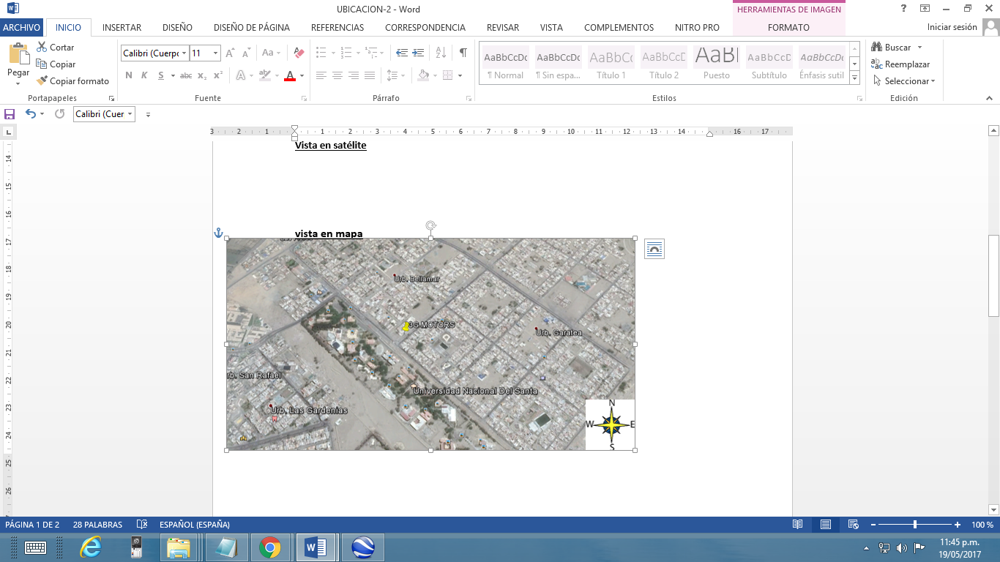 UBICACION-2 - Word
HERRAMIENTAS DE IMAGEN
ARCHIVO INICIO INSERTAR DISEÑO DISEÑO DE PÁGINA REFERENCIAS CORRESPONDENCIA REVISAR VISTA COMPLEMENTOS NITRO PRO FORMATO Iniciar sesión
Pegar
Cortar
Copiar
Copiar formato
Portapapeles
Calibri (Cuerpo 11
N K S abc x₂ x²
Fuente
Párrafo
AaBbCcDc AaBbCcDc AaBbCc AaBbCcD AaBl AaBbCcD AaBbCcDc
¶ Normal ¶ Sin espa... Título 1 Título 2 Puesto Subtítulo Énfasis sutil
Estilos
Buscar
Reemplazar
Seleccionar
Edición
Calibri (Cuer
3 2 1 1 2 3 4 5 6 7 8 9 10 11 12 13 14 16 17
14
15
16
17
18
19
20
21
22
23
24
25
26
Vista en satélite
vista en mapa
Urb. Bellamar
3G MOTORS
Urb. Garatea
rb. San Rafael
Universidad Nacional Del Santa
Urb. Las Gardenias
N
W E
S
PÁGINA 1 DE 2 28 PALABRAS ESPAÑOL (ESPAÑA) 100 %
11:45 p.m.
19/05/2017